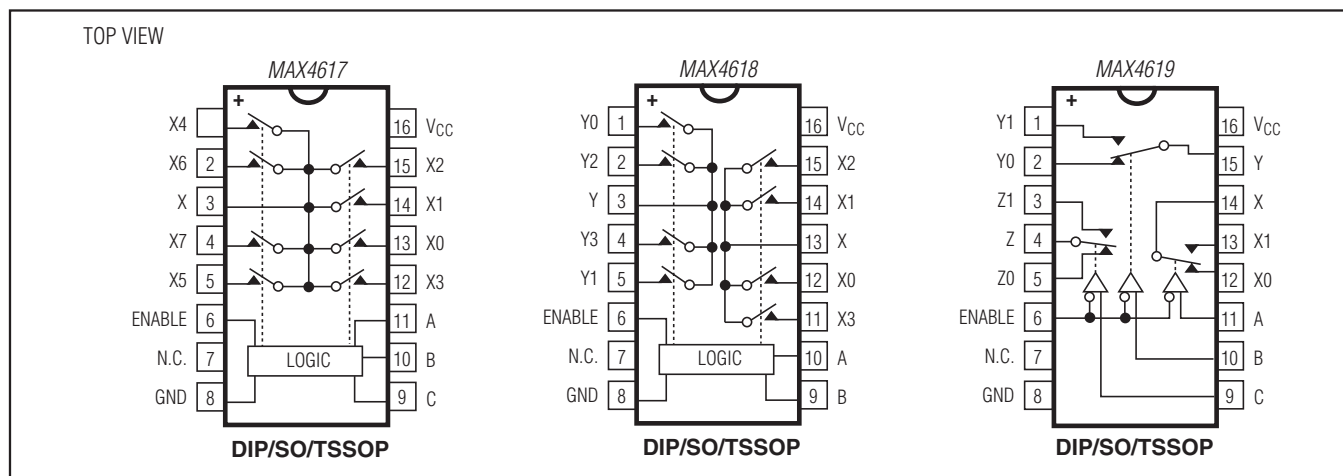 TOP VIEW
MAX4617
+
X4
16 VCC
X6 2
15 X2
X 3
14 X1
X7 4
13 X0
X5 5
12 X3
ENABLE 6
11 A
N.C. 7
LOGIC
10 B
GND 8
9 C
DIP/SO/TSSOP
MAX4618
+
Y0 1
16 VCC
Y2 2
15 X2
Y 3
14 X1
Y3 4
13 X
Y1 5
12 X0
ENABLE 6
11 X3
N.C. 7
LOGIC
10 A
GND 8
9 B
DIP/SO/TSSOP
MAX4619
+
Y1 1
16 VCC
Y0 2
15 Y
Z1 3
14 X
Z 4
13 X1
Z0 5
12 X0
ENABLE 6
11 A
N.C. 7
10 B
GND 8
9 C
DIP/SO/TSSOP